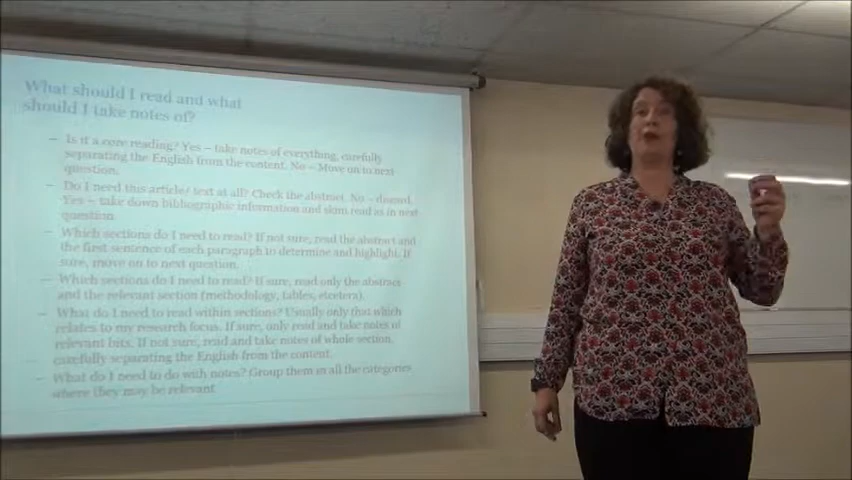 What should I read and what
should I take notes of?
– Is it a core reading? Yes – take notes of everything, carefully
separating the English from the content. No – Move on to next
question.
– Do I need this article/ text at all? Check the abstract. No – discard.
Yes – take down bibliographic information and skim read as in next
question.
– Which sections do I need to read? If not sure, read the abstract and
the first sentence of each paragraph to determine and highlight. If
sure, move on to next question.
– Which sections do I need to read? If sure, read only the abstract
and the relevant section (methodology, tables, etcetera).
– What do I need to read within sections? Usually only that which
relates to my research focus. If sure, only read and take notes of
relevant bits. If not sure, read and take notes of whole section,
– carefully separating the English from the content.
– What do I need to do with notes? Group them in all the categories
where they may be relevant